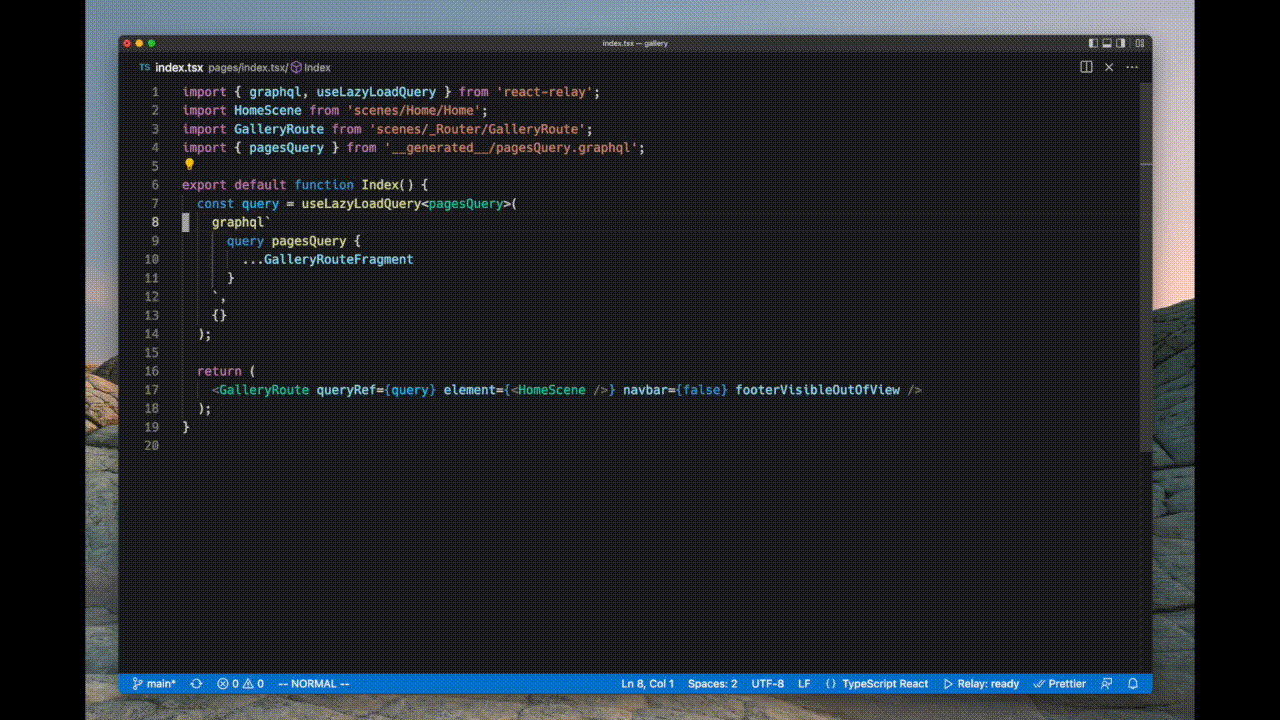 index.tsx — gallery
TS index.tsx pages/index.tsx/ Index
1 import { graphql, useLazyLoadQuery } from 'react-relay';
2 import HomeScene from 'scenes/Home/Home';
3 import GalleryRoute from 'scenes/_Router/GalleryRoute';
4 import { pagesQuery } from '__generated__/pagesQuery.graphql';
5
6 export default function Index() {
7 const query = useLazyLoadQuery<pagesQuery>(
8 graphql`
9 query pagesQuery {
10 ...GalleryRouteFragment
11 }
12 `,
13 {}
14 );
15
16 return (
17 <GalleryRoute queryRef={query} element={<HomeScene />} navbar={false} footerVisibleOutOfView />
18 );
19 }
20
main* 0 0 -- NORMAL -- Ln 8, Col 1 Spaces: 2 UTF-8 LF {} TypeScript React Relay: ready Prettier